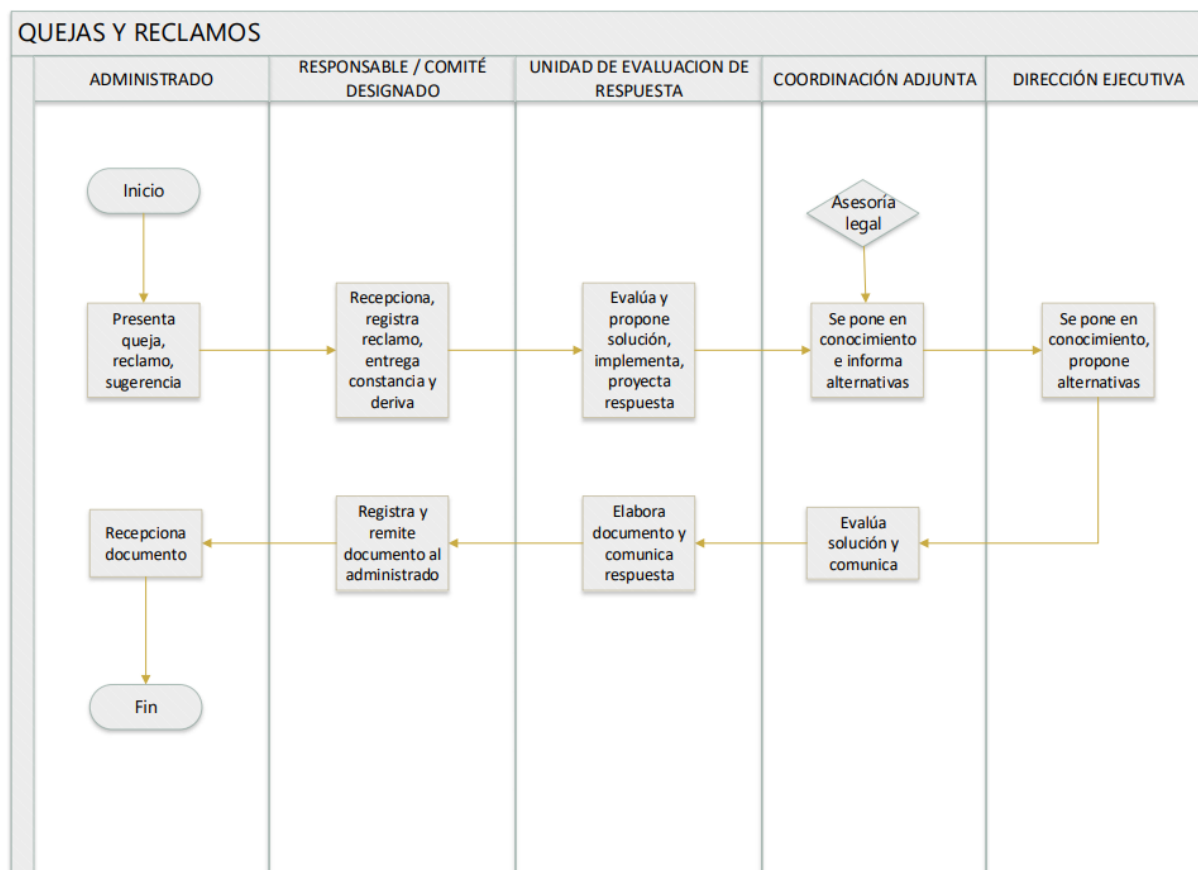 QUEJAS Y RECLAMOS
ADMINISTRADO
RESPONSABLE / COMITÉ
DESIGNADO
UNIDAD DE EVALUACION DE
RESPUESTA
COORDINACIÓN ADJUNTA
DIRECCIÓN EJECUTIVA
Inicio
Asesoría
legal
Presenta
queja,
reclamo,
sugerencia
Recepciona,
registra
reclamo,
entrega
constancia y
deriva
Evalúa y
propone
solución,
implementa,
proyecta
respuesta
Se pone en
conocimiento
e informa
alternativas
Se pone en
conocimiento,
propone
alternativas
Recepciona
documento
Registra y
remite
documento al
administrado
Elabora
documento y
comunica
respuesta
Evalúa
solución y
comunica
Fin